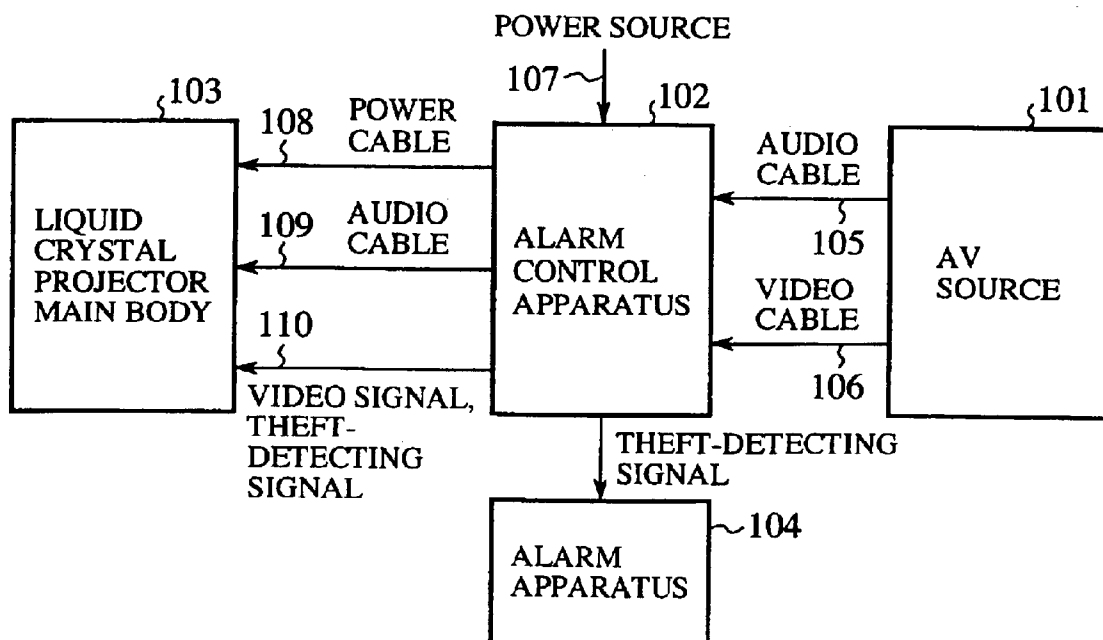 POWER SOURCE
107
103
102
101
108
POWER
CABLE
AUDIO
CABLE
105
LIQUID
CRYSTAL
PROJECTOR
MAIN BODY
109
AUDIO
CABLE
ALARM
CONTROL
APPARATUS
AV
SOURCE
VIDEO
CABLE
106
110
VIDEO SIGNAL,
THEFT-
DETECTING
SIGNAL
THEFT-DETECTING
SIGNAL
104
ALARM
APPARATUS